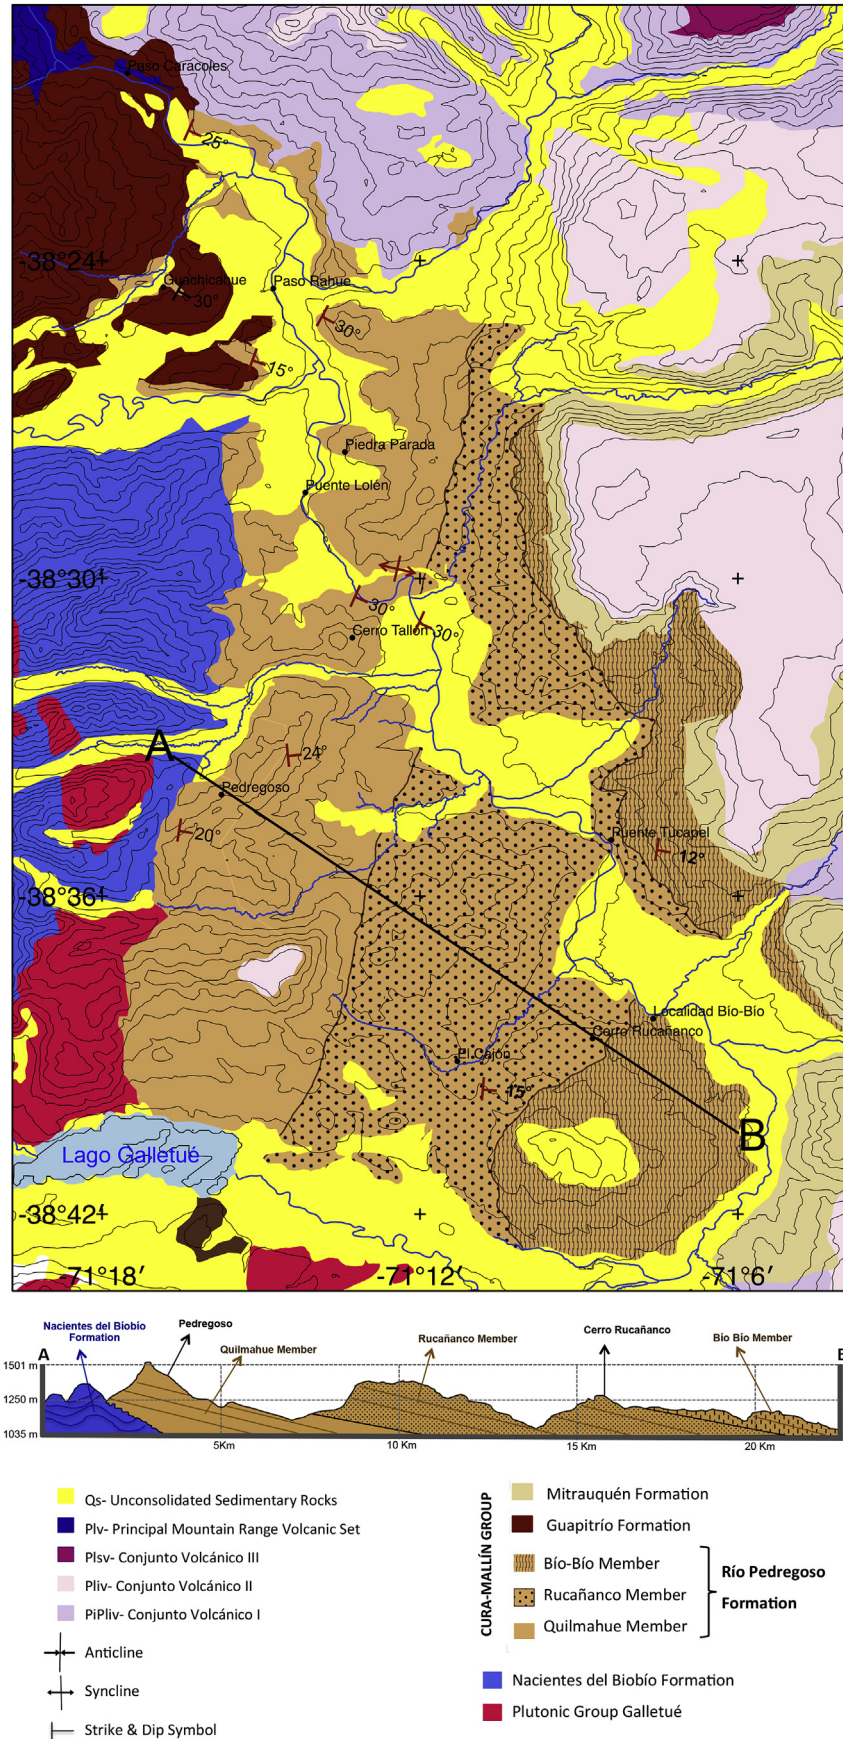 Paso Caracoles
25°
-38°24'
Guachicahue
Paso Rahue
30°
30°
15°
Piedra Parada
Puente Lolén
-38°30'
30°
30°
Cerro Tallón
A
24°
Pedregoso
20°
Puente Tucapel
12°
-38°36'
Localidad Bío-Bío
Cerro Rucañanco
El Cajón
15°
B
Lago Galletué
-38°42'
-71°18′
-71°12′
-71°6′
Nacientes del Biobío
Formation
Pedregoso
Quilmahue Member
Rucañanco Member
Cerro Rucañanco
Bio Bio Member
A
B
1501 m
1250 m
1035 m
5Km
10 Km
15 Km
20 Km
Qs- Unconsolidated Sedimentary Rocks
Plv- Principal Mountain Range Volcanic Set
Plsv- Conjunto Volcánico III
Pliv- Conjunto Volcánico II
PiPliv- Conjunto Volcánico I
Anticline
Syncline
Strike & Dip Symbol
CURA-MALLÍN GROUP
Mitrauquén Formation
Guapitrío Formation
Bío-Bío Member
Rucañanco Member
Quilmahue Member
Río Pedregoso
Formation
Nacientes del Biobío Formation
Plutonic Group Galletué